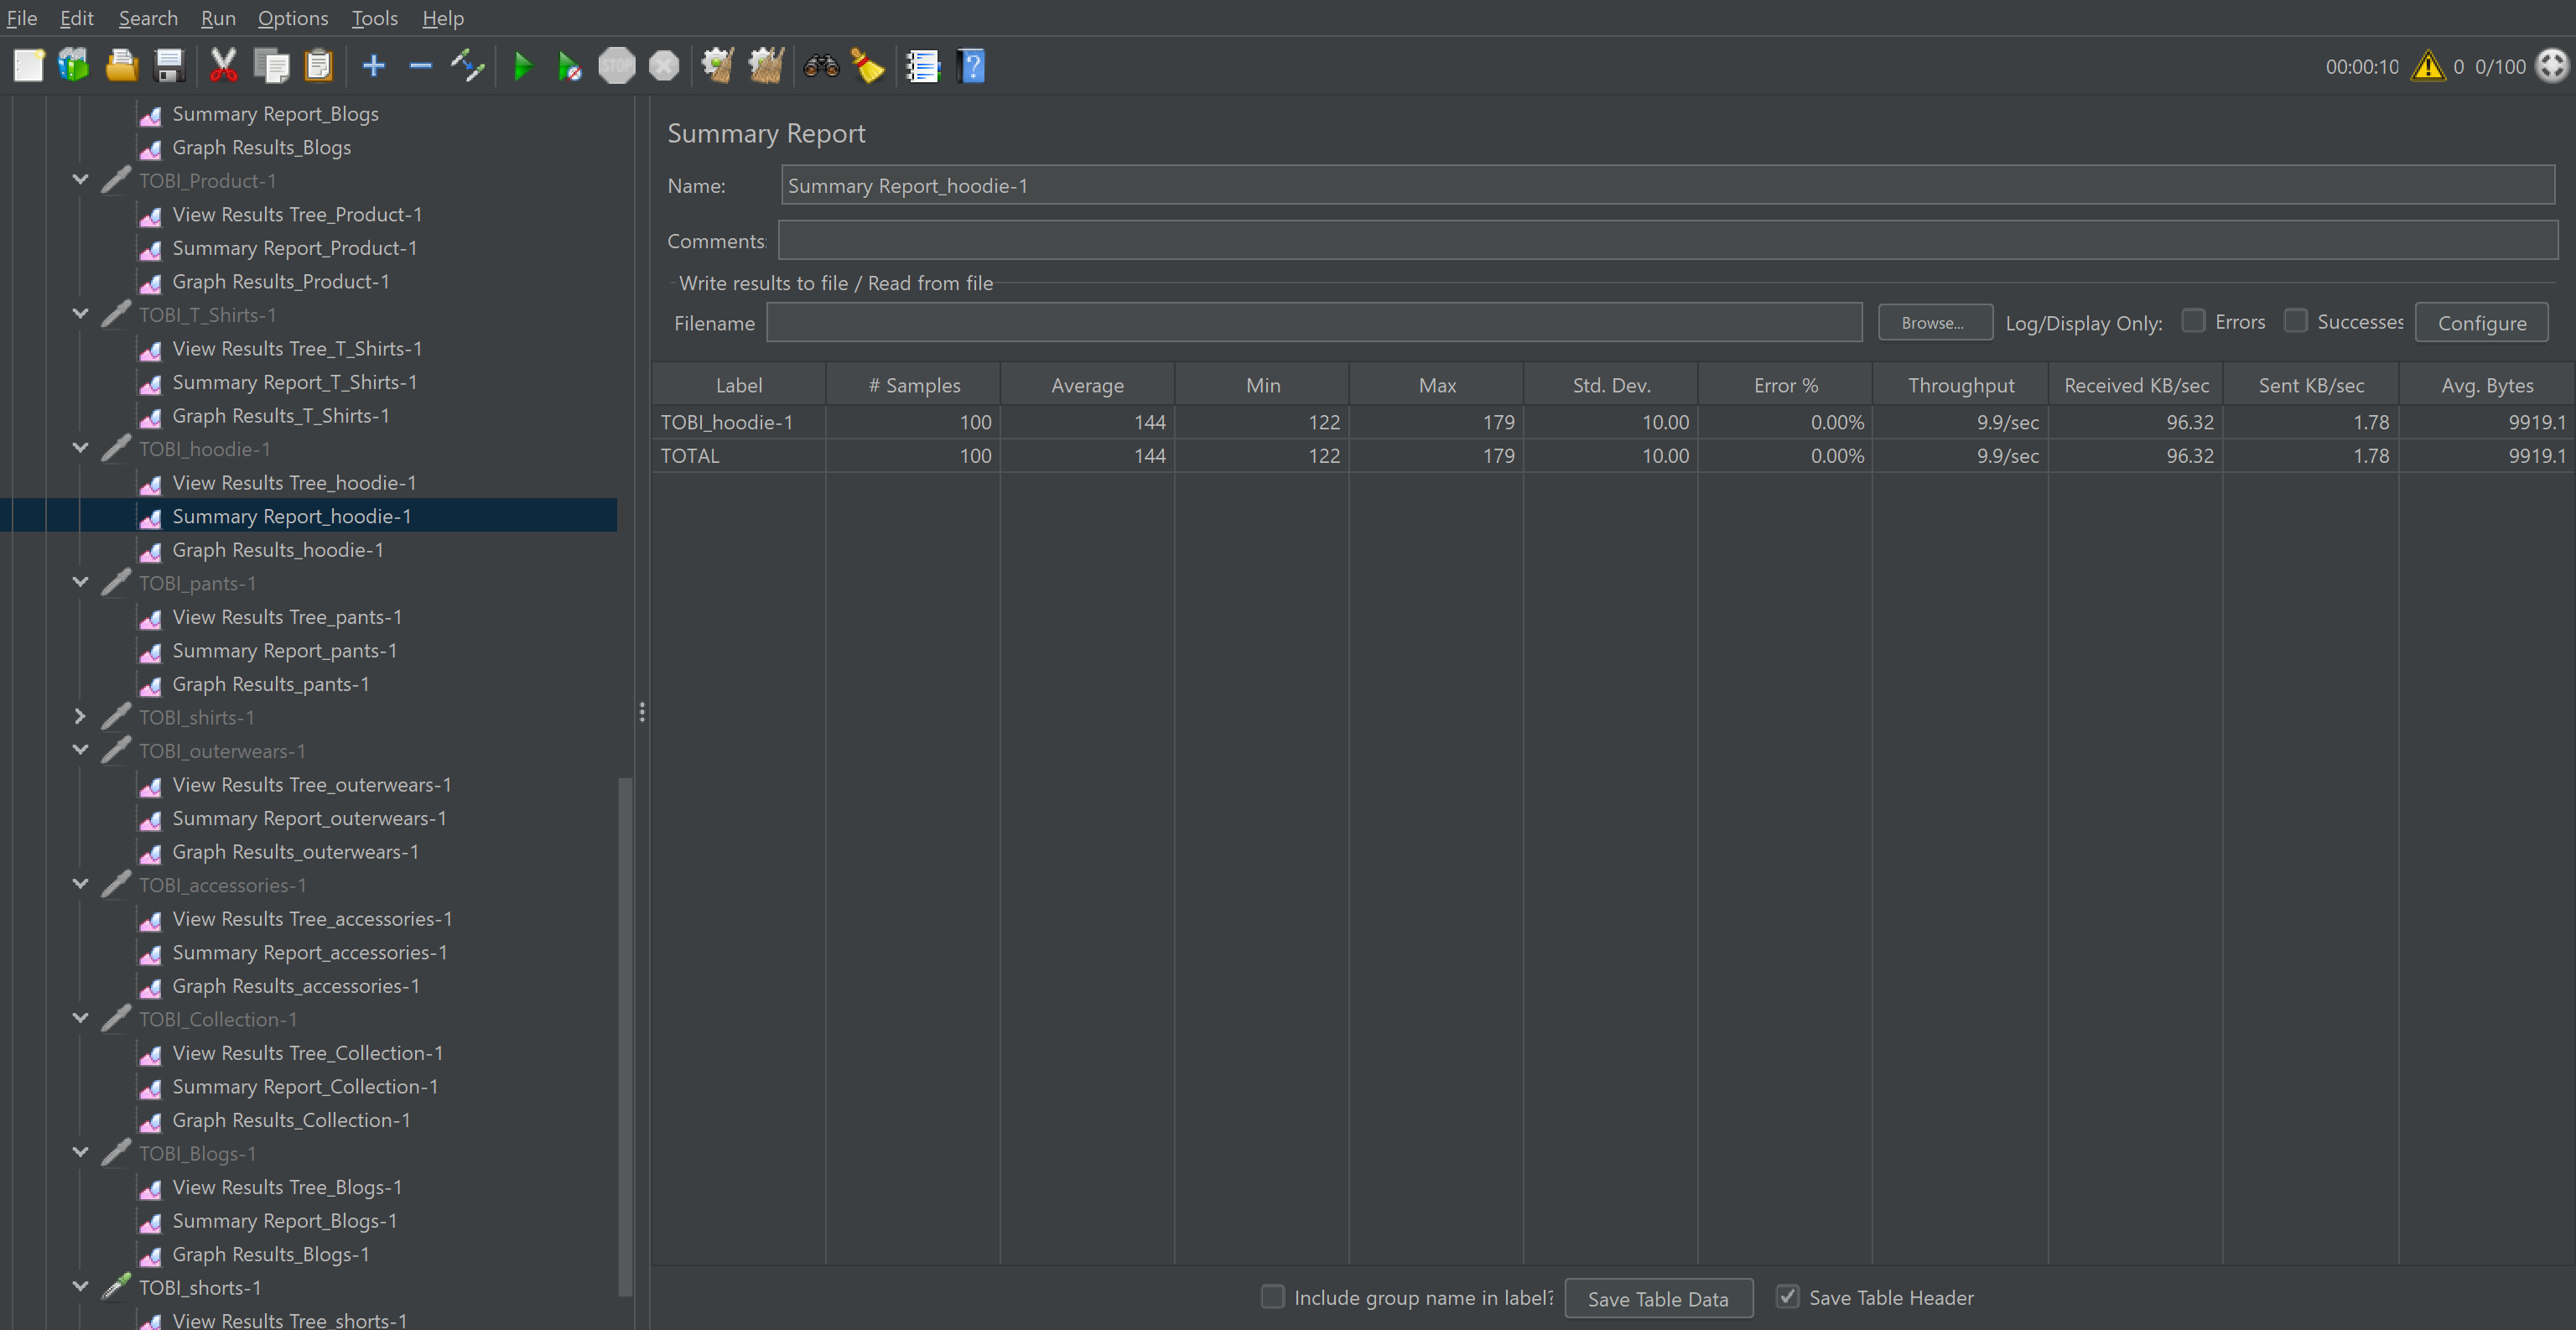 File Edit Search Run Options Tools Help
STOP
00:00:10 0 0/100
Summary Report_Blogs
Graph Results_Blogs
TOBI_Product-1
View Results Tree_Product-1
Summary Report_Product-1
Graph Results_Product-1
TOBI_T_Shirts-1
View Results Tree_T_Shirts-1
Summary Report_T_Shirts-1
Graph Results_T_Shirts-1
TOBI_hoodie-1
View Results Tree_hoodie-1
Summary Report_hoodie-1
Graph Results_hoodie-1
TOBI_pants-1
View Results Tree_pants-1
Summary Report_pants-1
Graph Results_pants-1
TOBI_shirts-1
TOBI_outerwears-1
View Results Tree_outerwears-1
Summary Report_outerwears-1
Graph Results_outerwears-1
TOBI_accessories-1
View Results Tree_accessories-1
Summary Report_accessories-1
Graph Results_accessories-1
TOBI_Collection-1
View Results Tree_Collection-1
Summary Report_Collection-1
Graph Results_Collection-1
TOBI_Blogs-1
View Results Tree_Blogs-1
Summary Report_Blogs-1
Graph Results_Blogs-1
TOBI_shorts-1
View Results Tree_shorts-1
Summary Report
Name: Summary Report_hoodie-1
Comments:
Write results to file / Read from file
Filename Browse... Log/Display Only: Errors Successes Configure
Label # Samples Average Min Max Std. Dev. Error % Throughput Received KB/sec Sent KB/sec Avg. Bytes
TOBI_hoodie-1 100 144 122 179 10.00 0.00% 9.9/sec 96.32 1.78 9919.1
TOTAL 100 144 122 179 10.00 0.00% 9.9/sec 96.32 1.78 9919.1
Include group name in label? Save Table Data Save Table Header